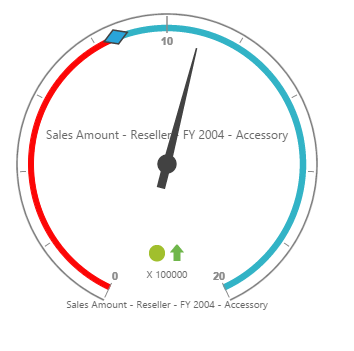 10
Sales Amount - Reseller - FY 2004 - Accessory
X 100000
0
20
Sales Amount - Reseller - FY 2004 - Accessory